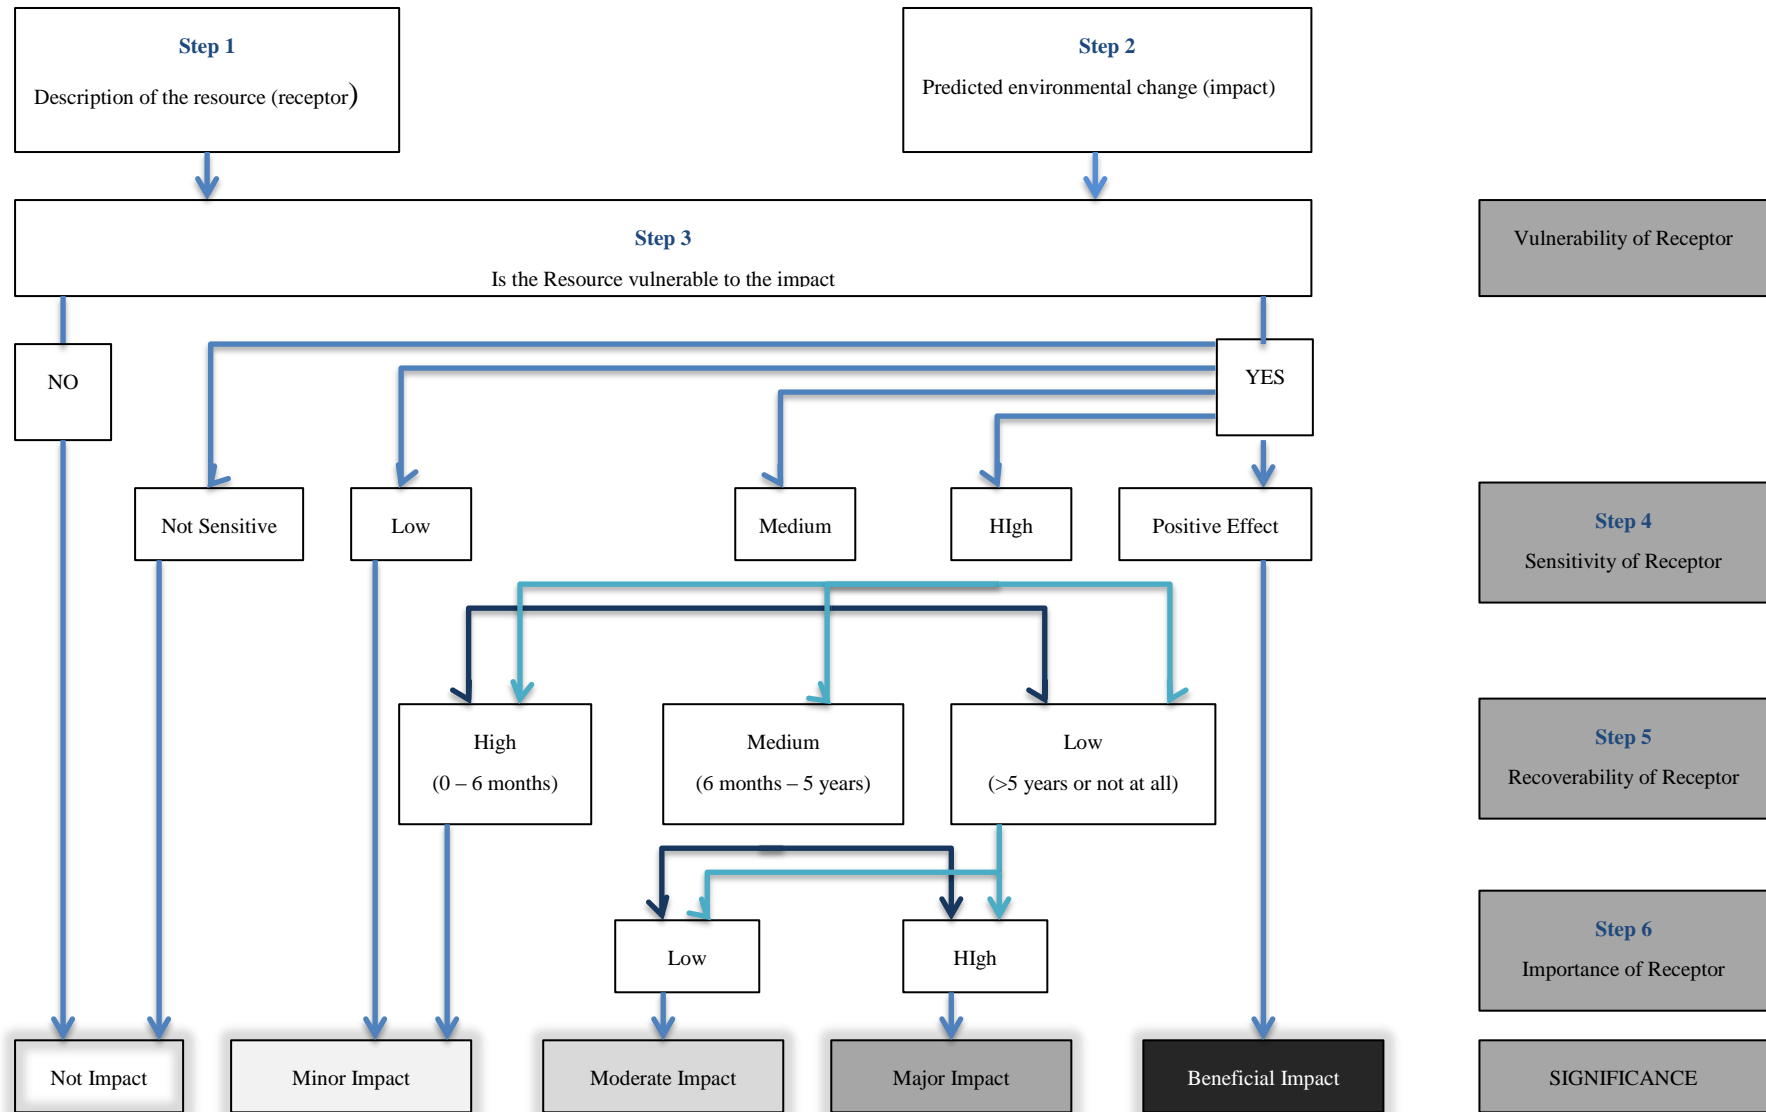 Step 1
Description of the resource (receptor)
Step 2
Predicted environmental change (impact)
Step 3
Is the Resource vulnerable to the impact
Vulnerability of Receptor
NO
YES
Not Sensitive
Low
Medium
HIgh
Positive Effect
Step 4
Sensitivity of Receptor
High
(0 – 6 months)
Medium
(6 months – 5 years)
Low
(>5 years or not at all)
Step 5
Recoverability of Receptor
Low
HIgh
Step 6
Importance of Receptor
Not Impact
Minor Impact
Moderate Impact
Major Impact
Beneficial Impact
SIGNIFICANCE